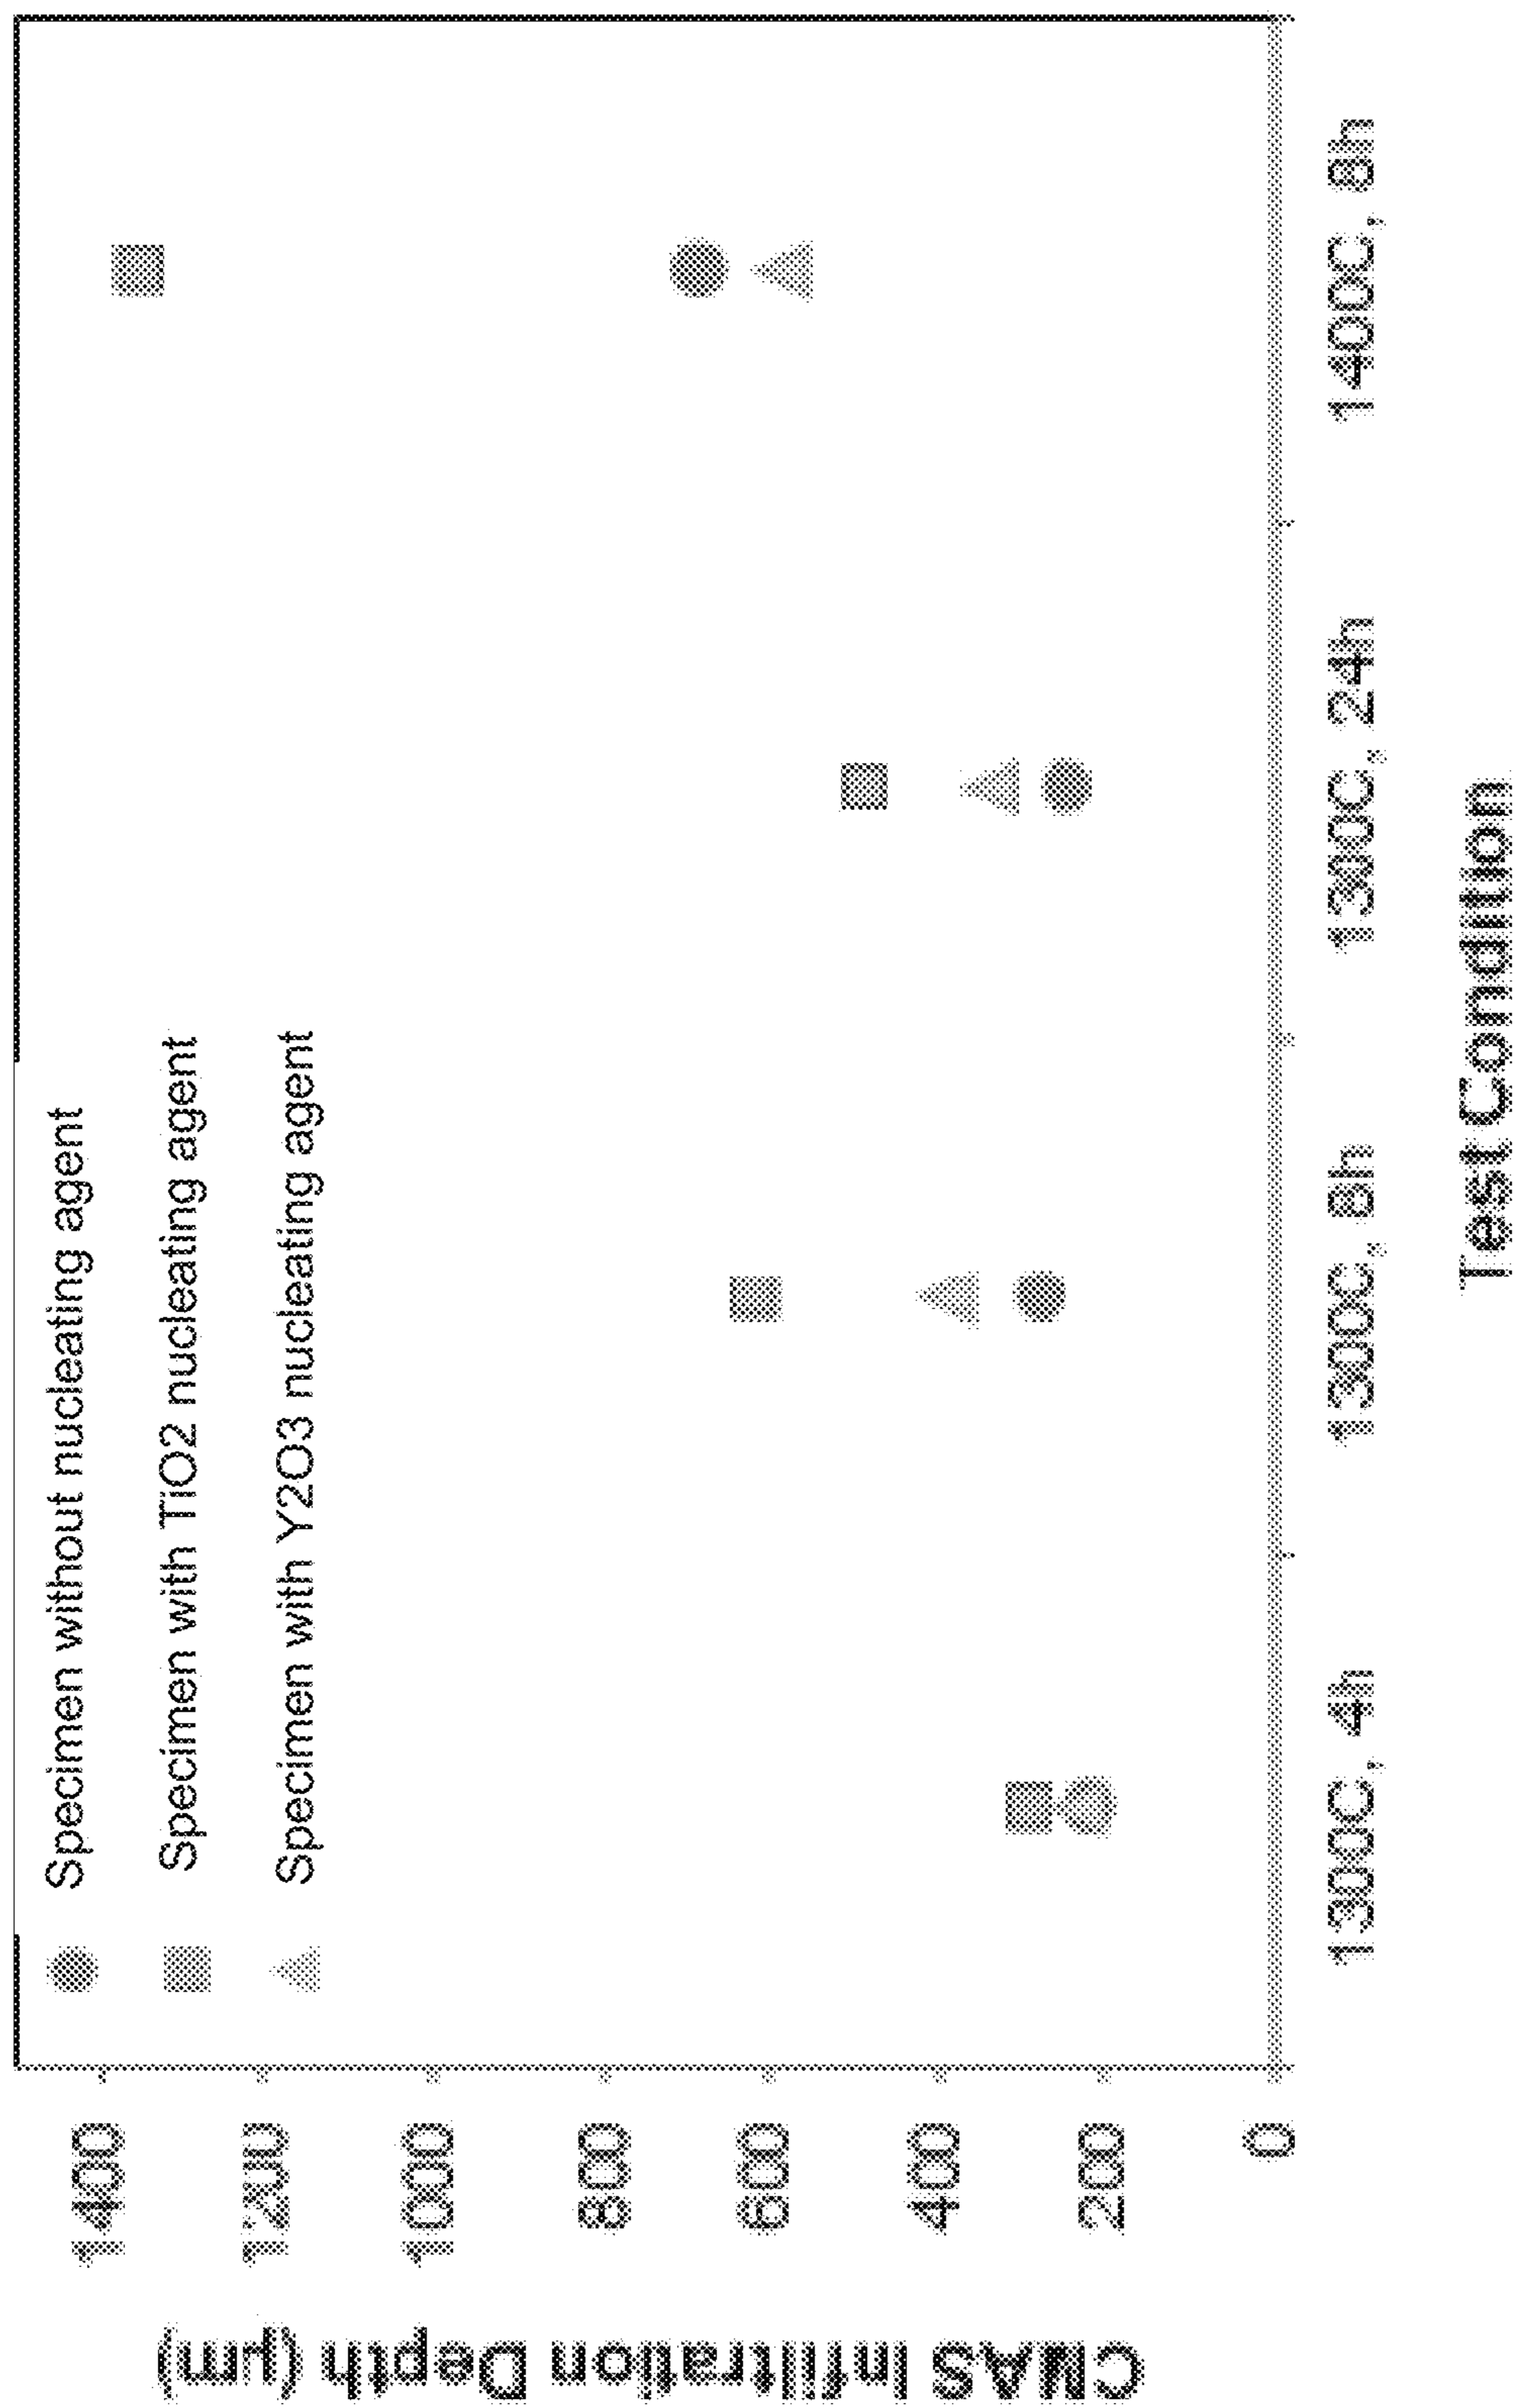 Specimen without nucleating agent
Specimen with TiO2 nucleating agent
Specimen with Y2O3 nucleating agent
CMAS Infiltration Depth (μm)
1400
1200
1000
800
600
400
200
0
1300C, 4h
1300C, 8h
1300C, 24h
1400C, 8h
Test Condition